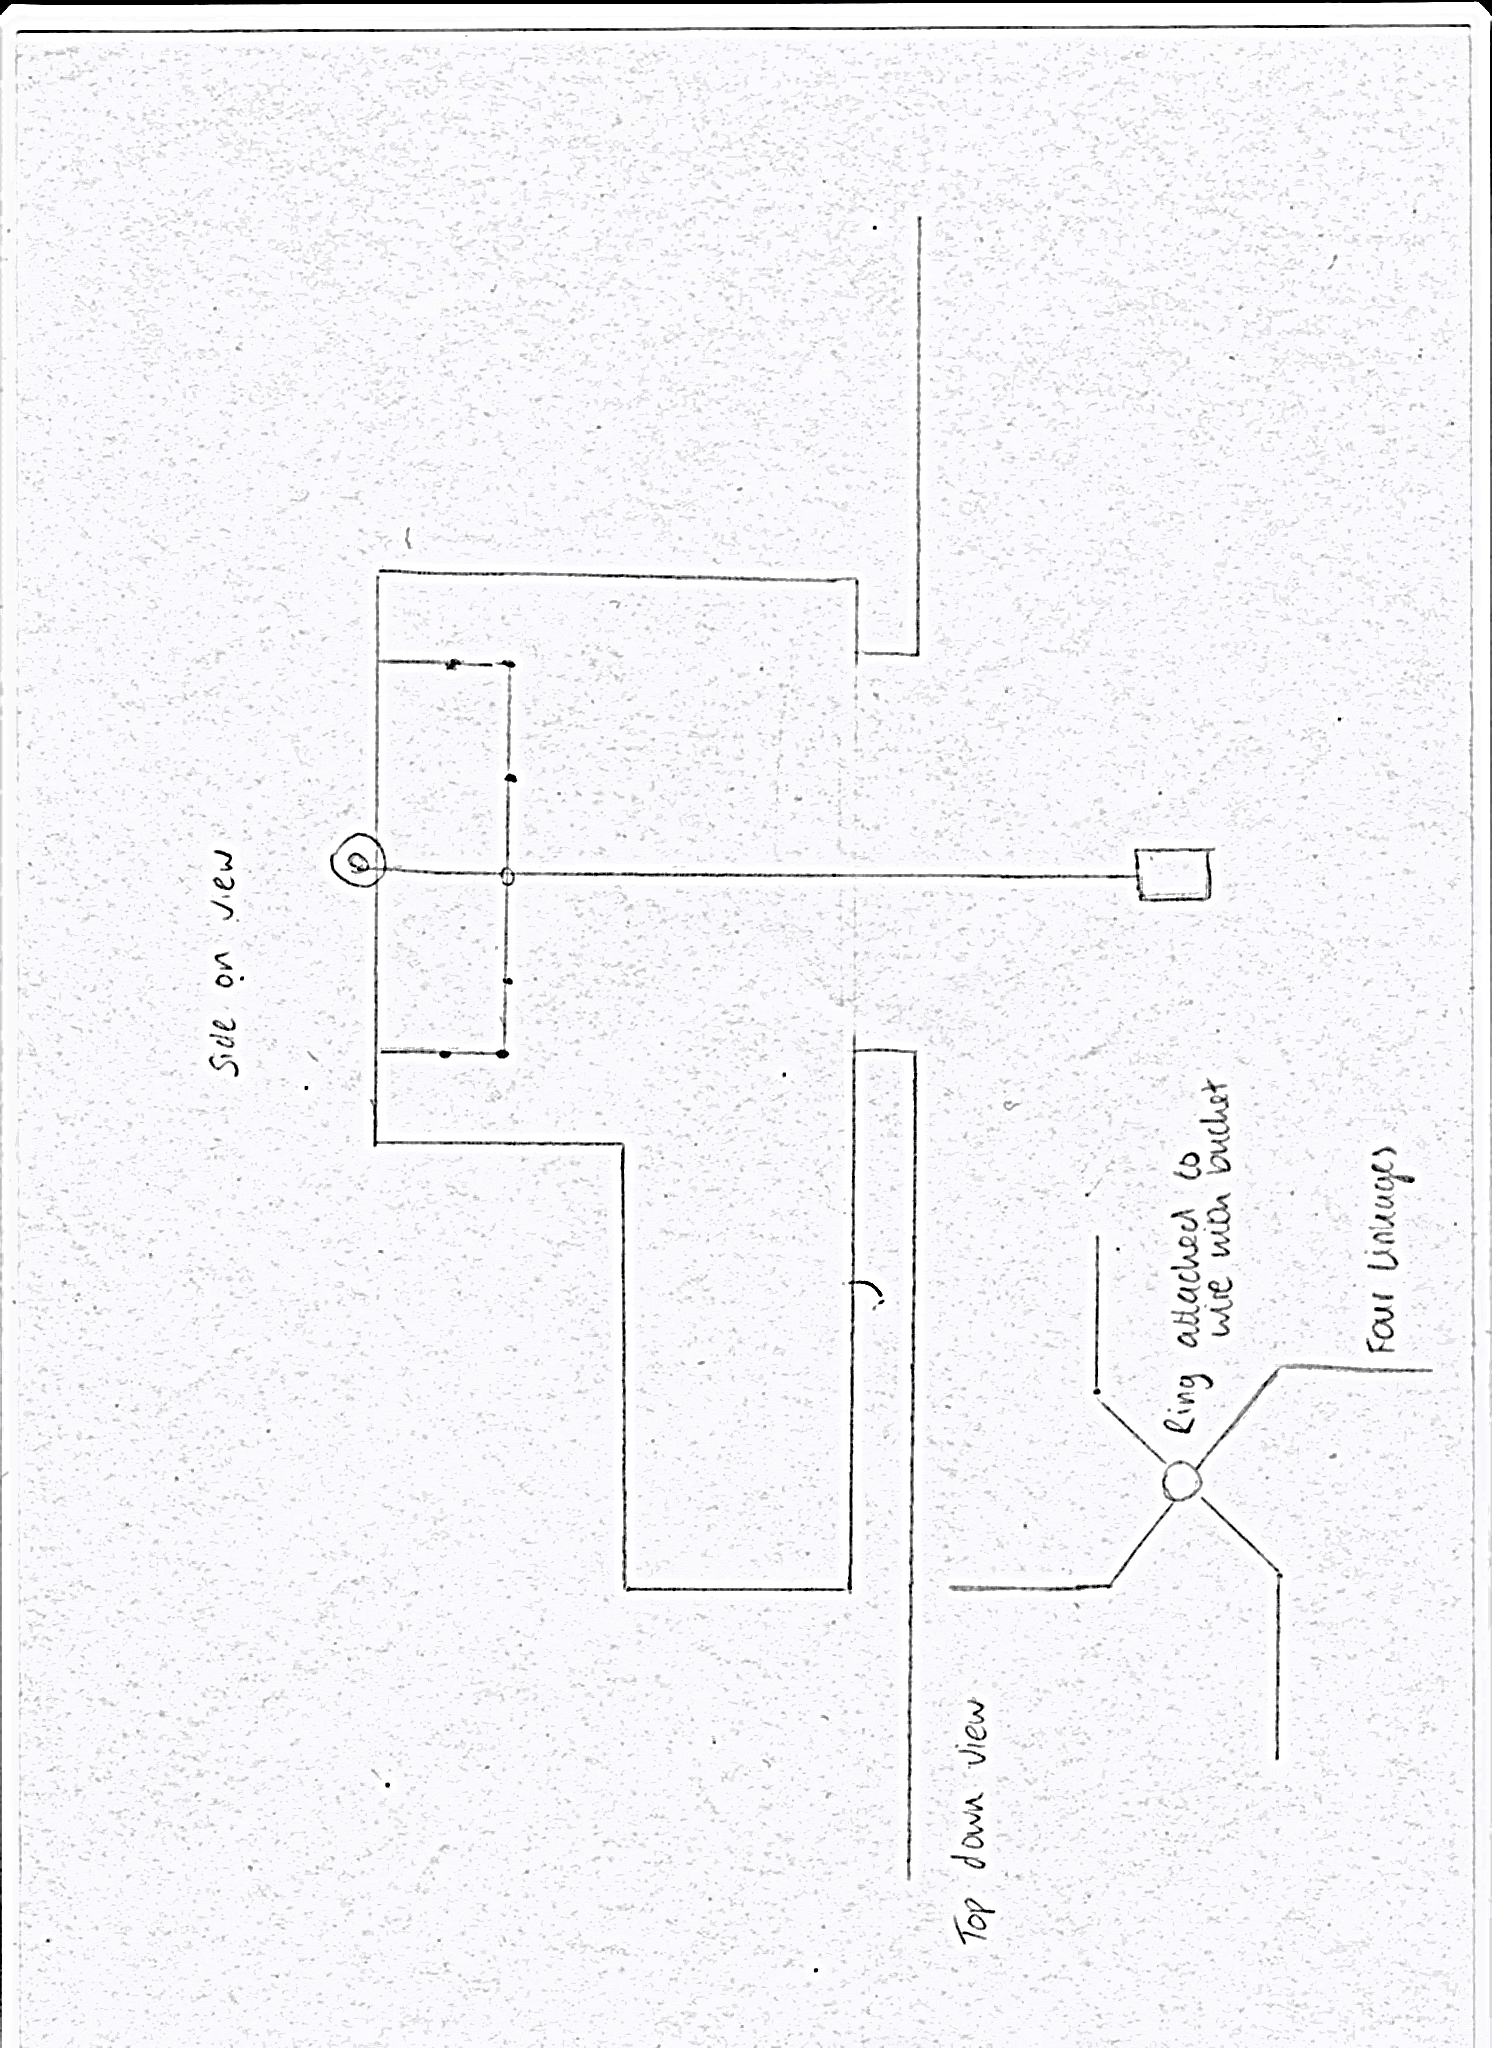 Side on view
Top down view
Ring attached to
wire with bucket
Four Linkages